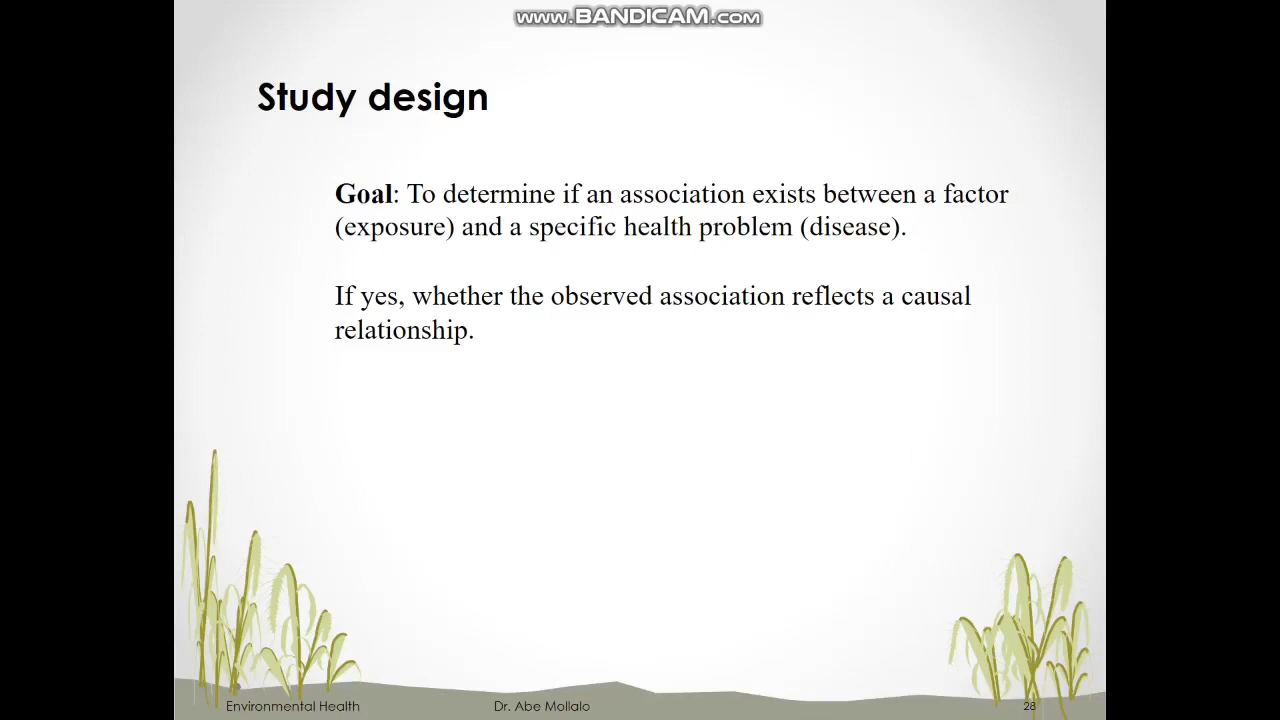 www.BANDICAM.com
Study design
Goal: To determine if an association exists between a factor
(exposure) and a specific health problem (disease).
If yes, whether the observed association reflects a causal
relationship.
Environmental Health
Dr. Abe Mollalo
28